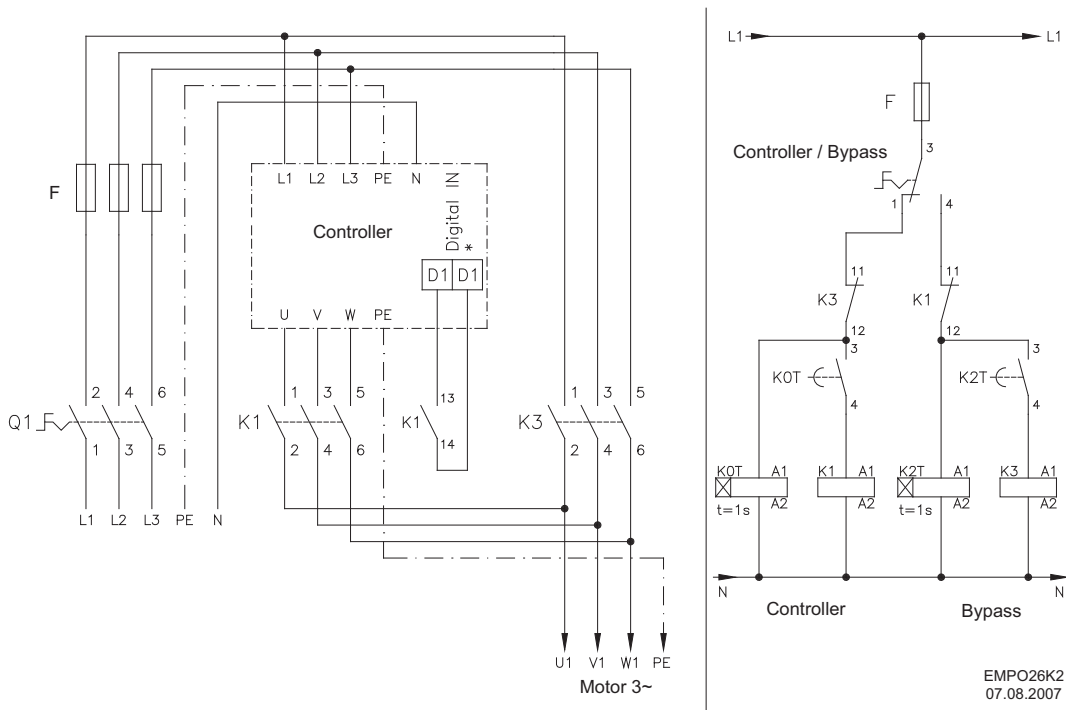 L1 L1
F
3
Controller / Bypass
1 4
L1 L2 L3 PE N
Digital IN
*
F
Controller
D1 D1
11 11
K3 K1
U V W PE
12 12
3 3
K0T K2T
4 4
2 4 6
Q1
1 3 5
1 3 5
K1
2 4 6
13
K1
14
1 3 5
K3
2 4 6
K0T A1 K1 A1 K2T A1 K3 A1
A2 A2 A2 A2
t=1s t=1s
L1 L2 L3 PE N
N N
Controller Bypass
U1 V1 W1 PE
Motor 3~
EMPO26K2
07.08.2007